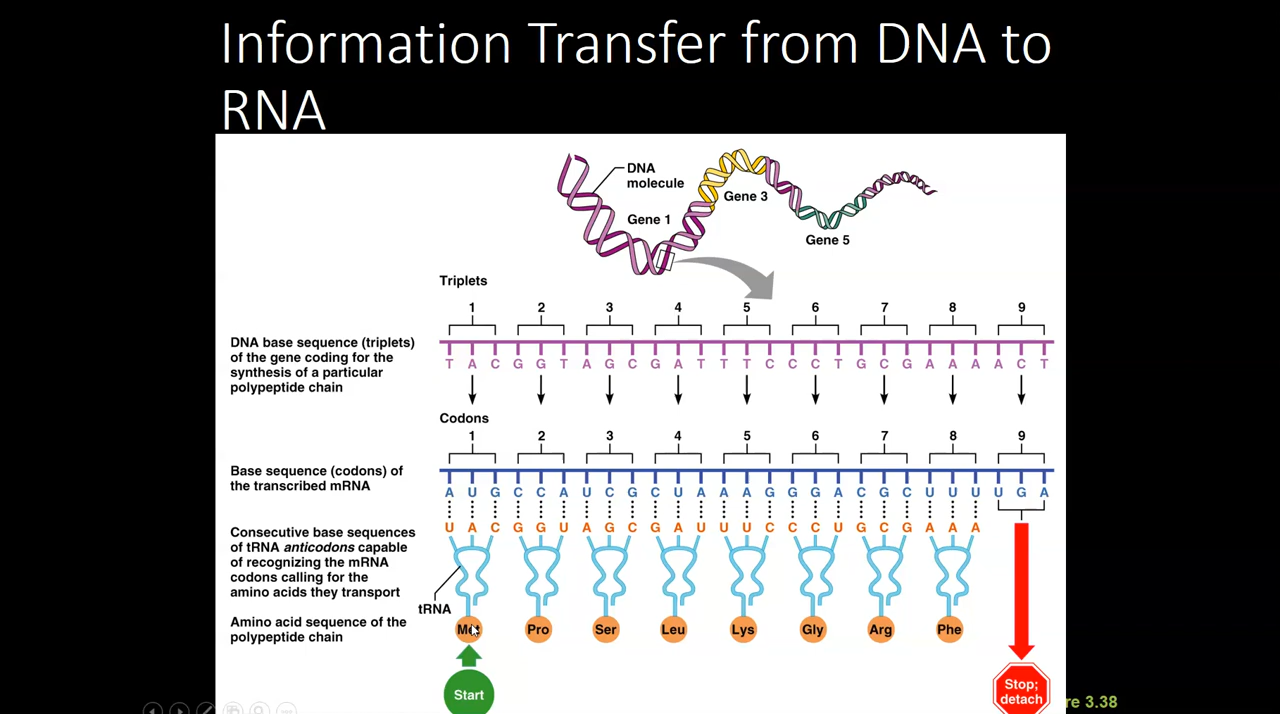 Information Transfer from DNA to
RNA
DNA
molecule
Gene 3
Gene 1
Gene 5
Triplets
1 2 3 4 5 6 7 8 9
DNA base sequence (triplets)
of the gene coding for the
synthesis of a particular
polypeptide chain
T A C G G T A G C G A T T T C C C T G C G A A A A C T
Codons
1 2 3 4 5 6 7 8 9
Base sequence (codons) of
the transcribed mRNA
A U G C C A U C G C U A A A G G G A C G C U U U U G A
Consecutive base sequences
of tRNA anticodons capable
of recognizing the mRNA
codons calling for the
amino acids they transport
U A C G G U A G C G A U U U C C C U G C G A A A
tRNA
Amino acid sequence of the
polypeptide chain
Met Pro Ser Leu Lys Gly Arg Phe
Start
Stop;
detach
3.38